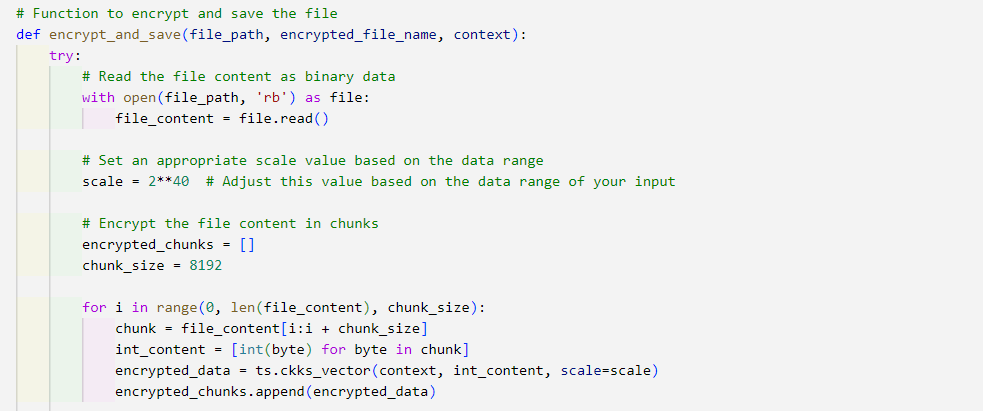 # Function to encrypt and save the file
def encrypt_and_save(file_path, encrypted_file_name, context):
    try:
        # Read the file content as binary data
        with open(file_path, 'rb') as file:
            file_content = file.read()

        # Set an appropriate scale value based on the data range
        scale = 2**40  # Adjust this value based on the data range of your input

        # Encrypt the file content in chunks
        encrypted_chunks = []
        chunk_size = 8192

        for i in range(0, len(file_content), chunk_size):
            chunk = file_content[i:i + chunk_size]
            int_content = [int(byte) for byte in chunk]
            encrypted_data = ts.ckks_vector(context, int_content, scale=scale)
            encrypted_chunks.append(encrypted_data)